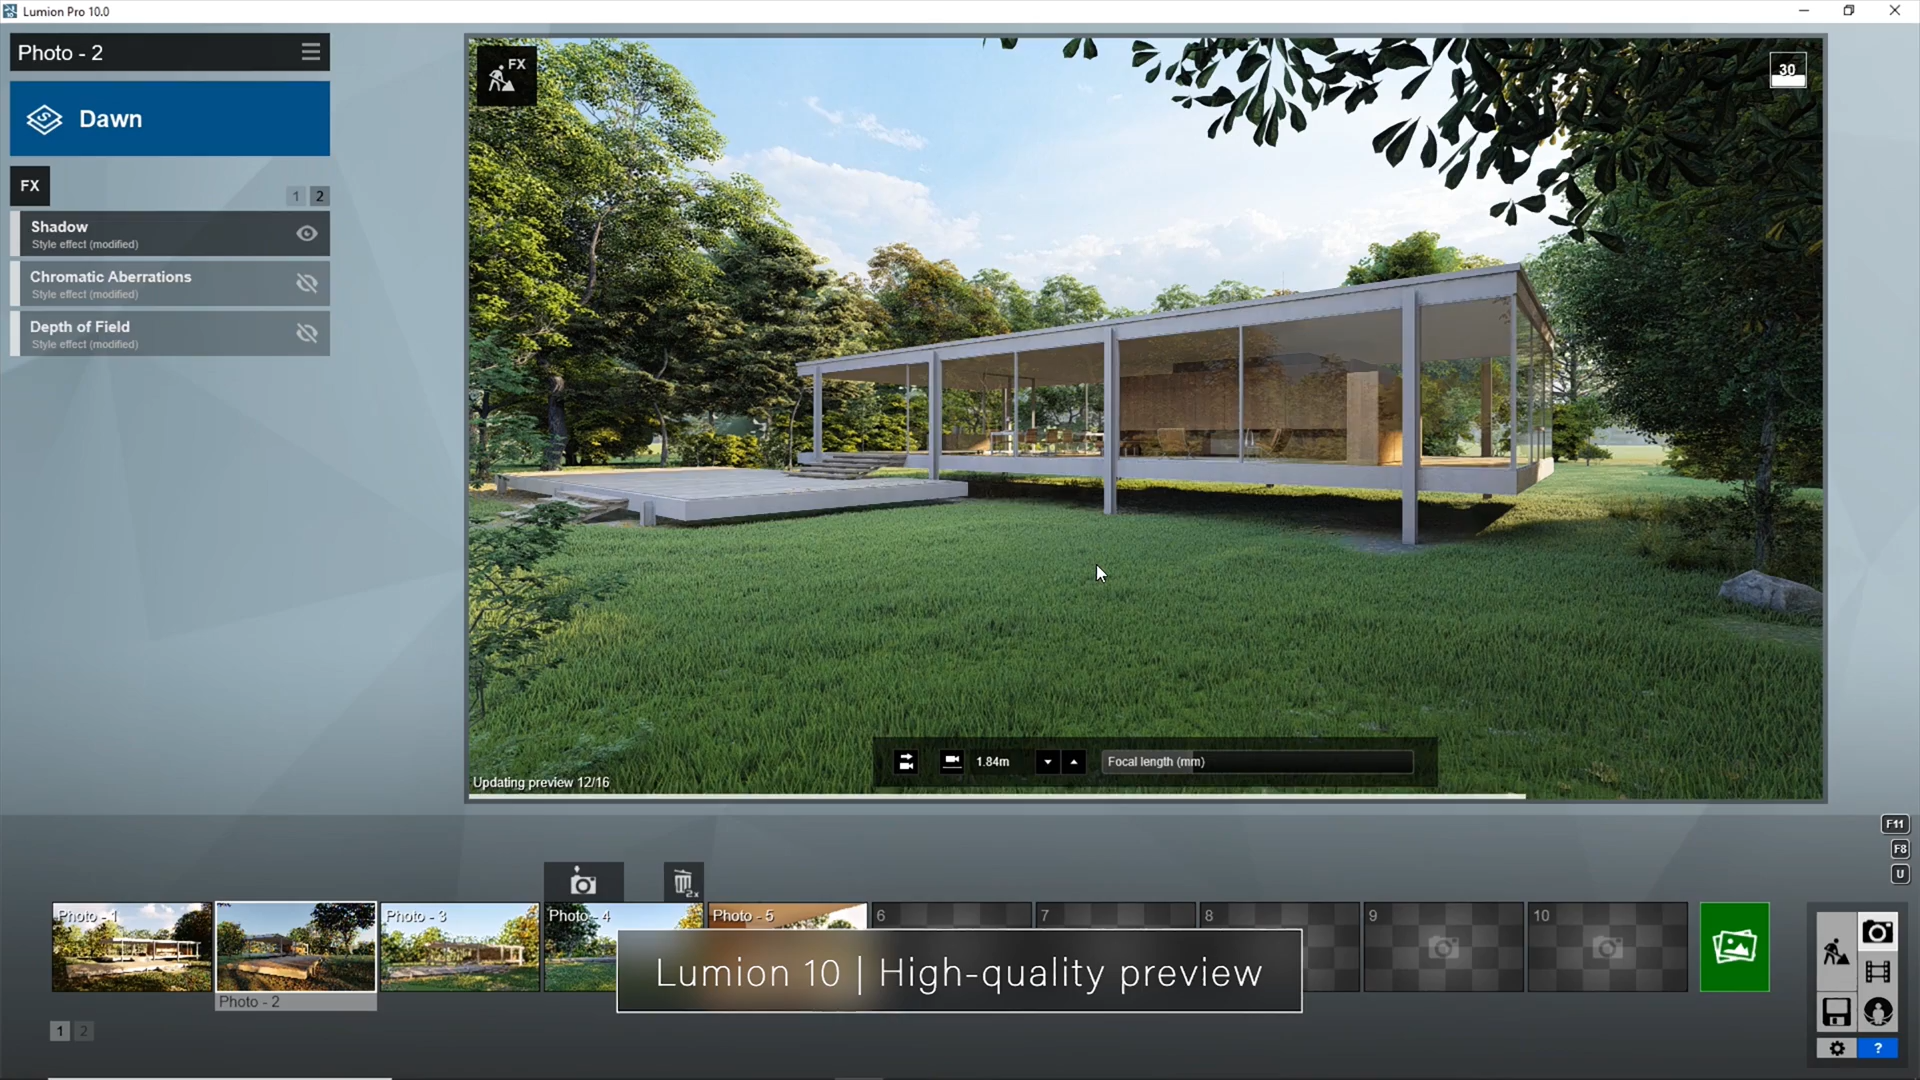 Lumion Pro 10.0
Photo - 2
Dawn
FX
1 2
Shadow
Style effect (modified)
Chromatic Aberrations
Style effect (modified)
Depth of Field
Style effect (modified)
FX
30
1.84m
Focal length (mm)
Updating preview 12/16
F11
F8
U
2x
Photo - 1
Photo - 3
Photo - 4
Photo - 5
6
7
8
9
10
Photo - 2
Lumion 10 | High-quality preview
1 2
?